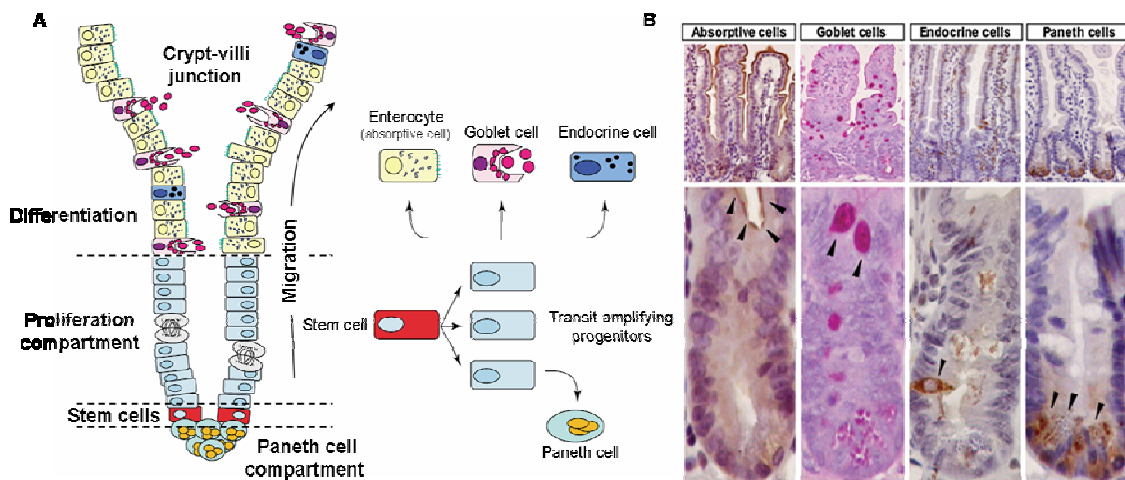 A
Crypt-villi
junction
Differentiation
Proliferation
compartment
Stem cells
Paneth cell
compartment
Migration
Enterocyte
(absorptive cell)
Goblet cell
Endocrine cell
Stem cell
Transit amplifying
progenitors
Paneth cell
B
Absorptive cells
Goblet cells
Endocrine cells
Paneth cells